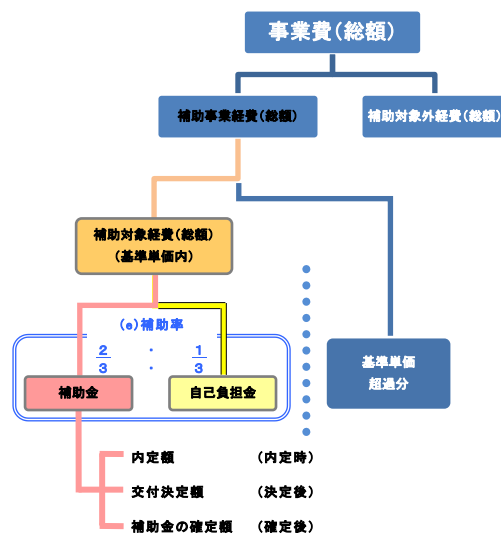 事業費（総額）
補助事業経費（総額）
補助対象外経費（総額）
補助対象経費（総額）
（基準単価内）
（e）補助率
2/3 ： 1/3
補助金
自己負担金
基準単価
超過分
内定額 （内定時）
交付決定額 （決定後）
補助金の確定額 （確定後）